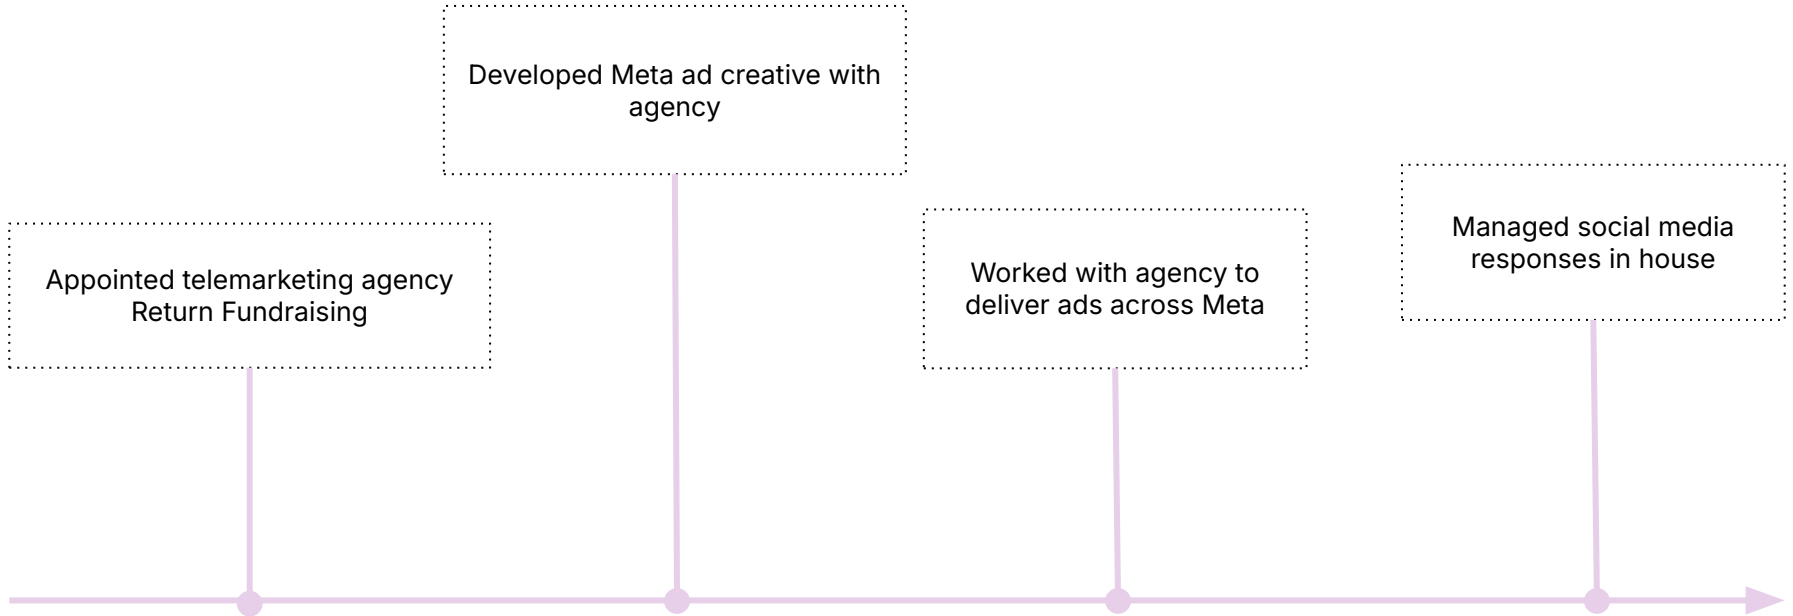 Appointed telemarketing agency
Return Fundraising
Developed Meta ad creative with
agency
Worked with agency to
deliver ads across Meta
Managed social media
responses in house